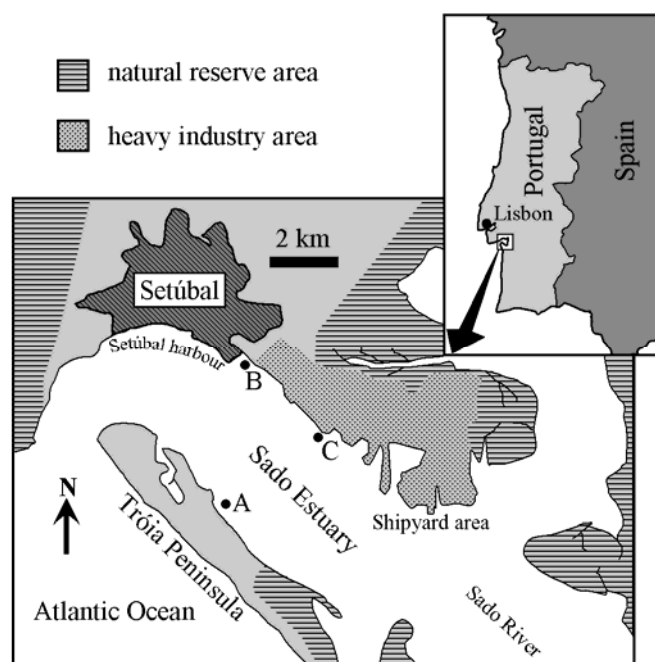 natural reserve area
heavy industry area
Portugal
Spain
Lisbon
2 km
Setúbal
Setúbal harbour
B
C
A
N
Sado Estuary
Shipyard area
Tróia Peninsula
Atlantic Ocean
Sado River